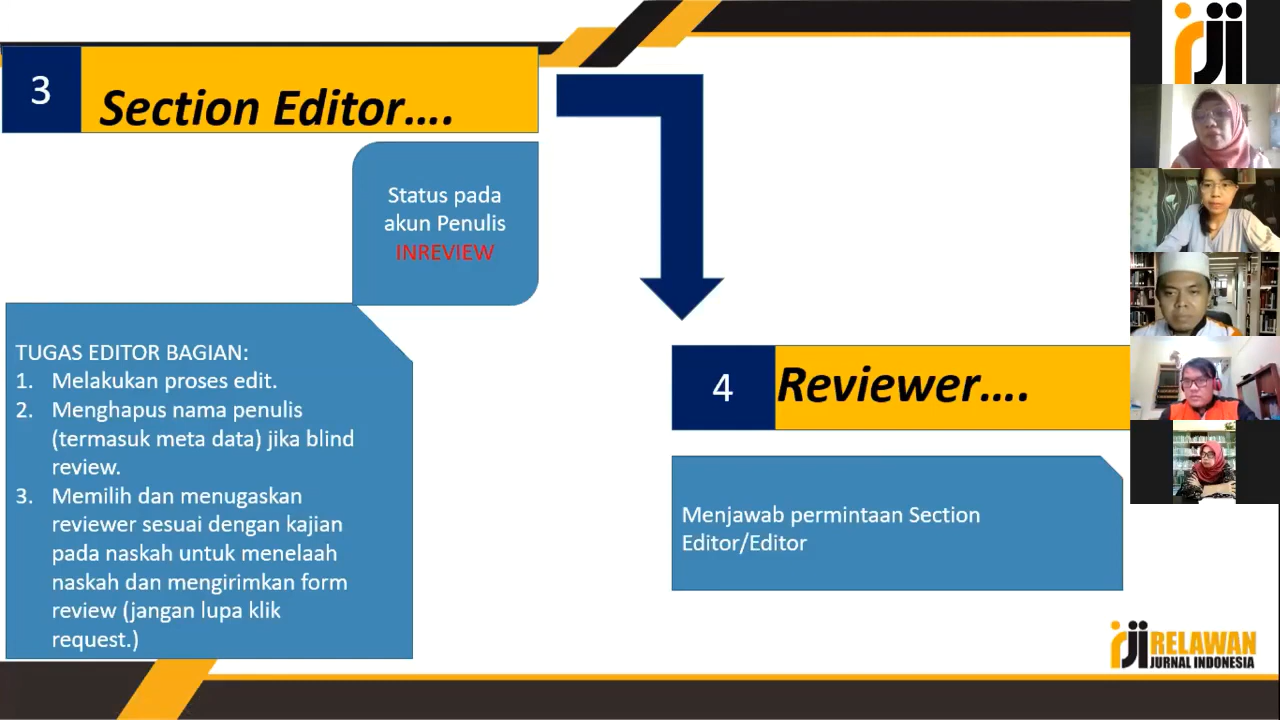 3
Section Editor....
Status pada
akun Penulis
INREVIEW
TUGAS EDITOR BAGIAN:
1. Melakukan proses edit.
2. Menghapus nama penulis
(termasuk meta data) jika blind
review.
3. Memilih dan menugaskan
reviewer sesuai dengan kajian
pada naskah untuk menelaah
naskah dan mengirimkan form
review (jangan lupa klik
request.)
4
Reviewer....
Menjawab permintaan Section
Editor/Editor
rji
rji RELAWAN
JURNAL INDONESIA